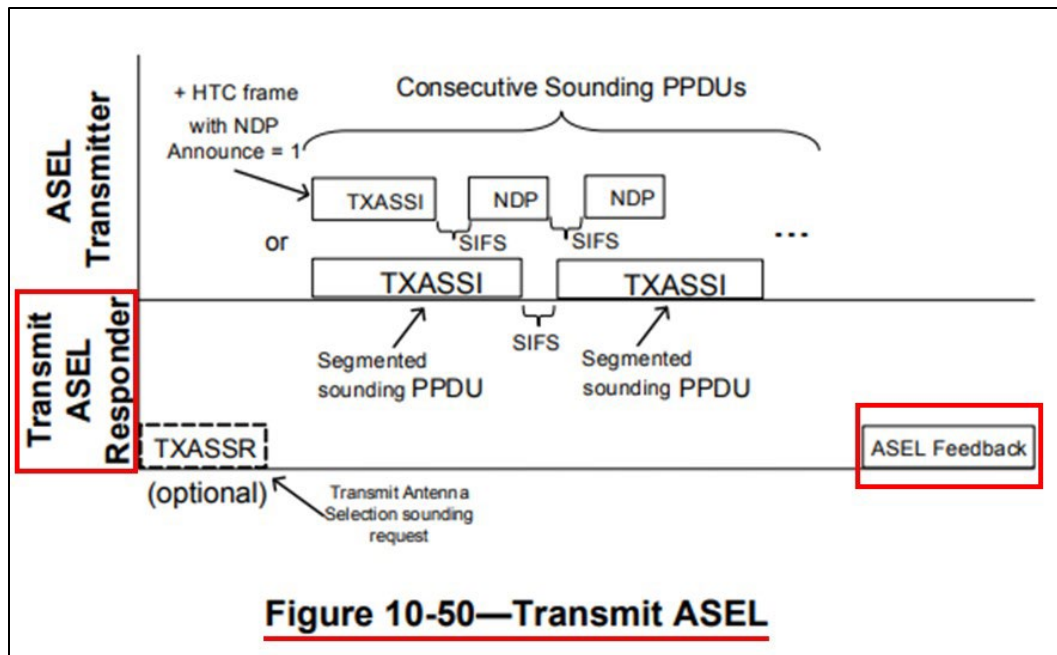 ASEL
Transmitter
+ HTC frame
with NDP
Announce = 1
Consecutive Sounding PPDUs
TXASSI
NDP
NDP
SIFS
SIFS
...
or
TXASSI
TXASSI
SIFS
Transmit
ASEL
Responder
Segmented
sounding PPDU
Segmented
sounding PPDU
TXASSR
(optional)
Transmit Antenna
Selection sounding
request
ASEL Feedback
Figure 10-50—Transmit ASEL